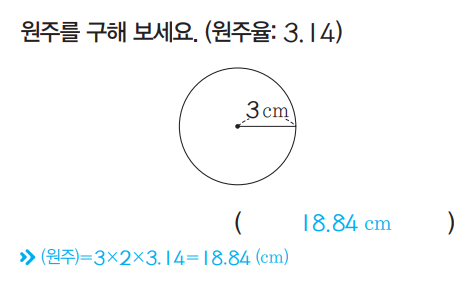 원주를 구해 보세요. (원주율: 3.14)
3 cm
( 18.84 cm )
(원주)=3×2×3.14=18.84 (cm)